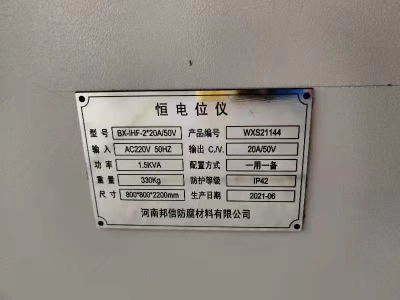 恒电位仪
型号 BX-IHF-2*20A/50V 产品编号 WXS21144
输入 AC220V 50HZ 输出 C./V. 20A/50V
功率 1.5KVA 配置方式 一用一备
重量 330Kg 防护等级 IP42
尺寸 800*800*2200mm 生产日期 2021-06
河南邦信防腐材料有限公司